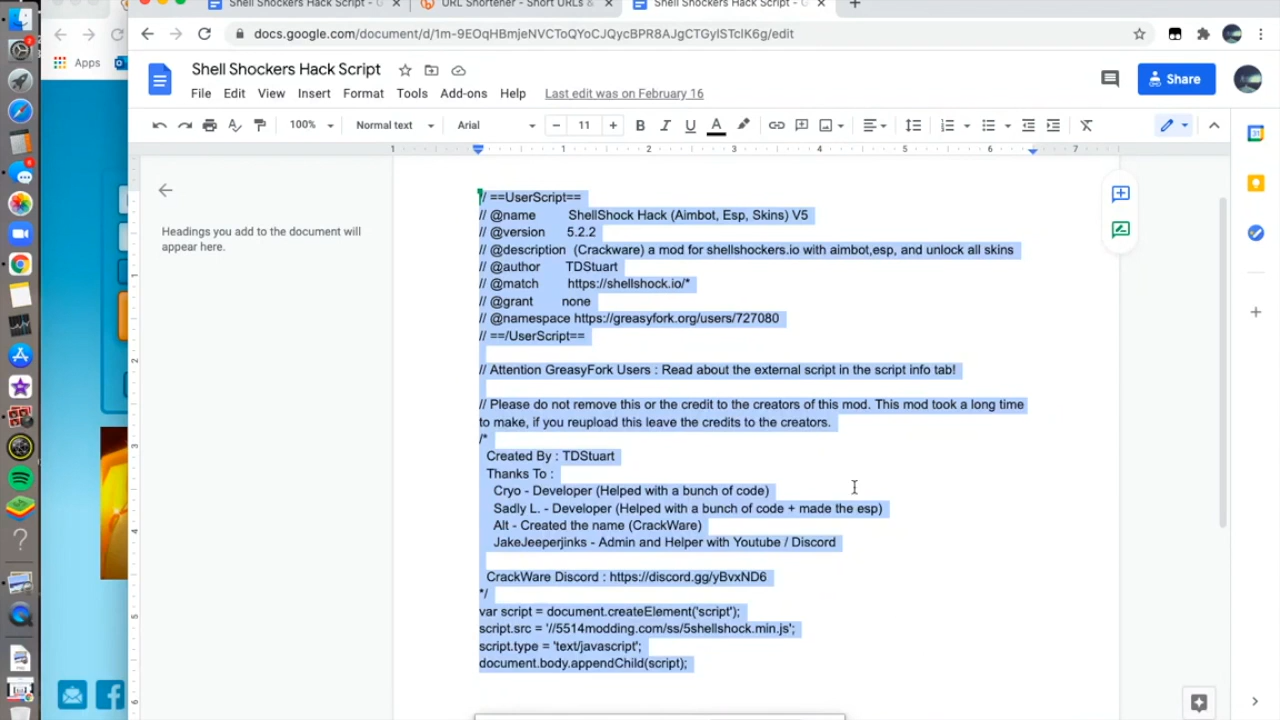 Shell Shockers Hack Script - G
URL Shortener - Short URLs &
Shell Shockers Hack Script - G
docs.google.com/document/d/1m-9EOqHBmjeNVCToQYoCJQycBPR8AJgCTGylSTclK6g/edit
Apps
Shell Shockers Hack Script
File Edit View Insert Format Tools Add-ons Help Last edit was on February 16
Share
100% Normal text Arial 11
1 1 2 3 4 5 6 7
Headings you add to the document will
appear here.
// ==UserScript==
// @name ShellShock Hack (Aimbot, Esp, Skins) V5
// @version 5.2.2
// @description (Crackware) a mod for shellshockers.io with aimbot,esp, and unlock all skins
// @author TDStuart
// @match https://shellshock.io/*
// @grant none
// @namespace https://greasyfork.org/users/727080
// ==/UserScript==
// Attention GreasyFork Users : Read about the external script in the script info tab!
// Please do not remove this or the credit to the creators of this mod. This mod took a long time
to make, if you reupload this leave the credits to the creators.
/*
Created By : TDStuart
Thanks To :
Cryo - Developer (Helped with a bunch of code)
Sadly L. - Developer (Helped with a bunch of code + made the esp)
Alt - Created the name (CrackWare)
JakeJeeperjinks - Admin and Helper with Youtube / Discord
CrackWare Discord : https://discord.gg/yBvxND6
*/
var script = document.createElement('script');
script.src = '//5514modding.com/ss/5shellshock.min.js';
script.type = 'text/javascript';
document.body.appendChild(script);